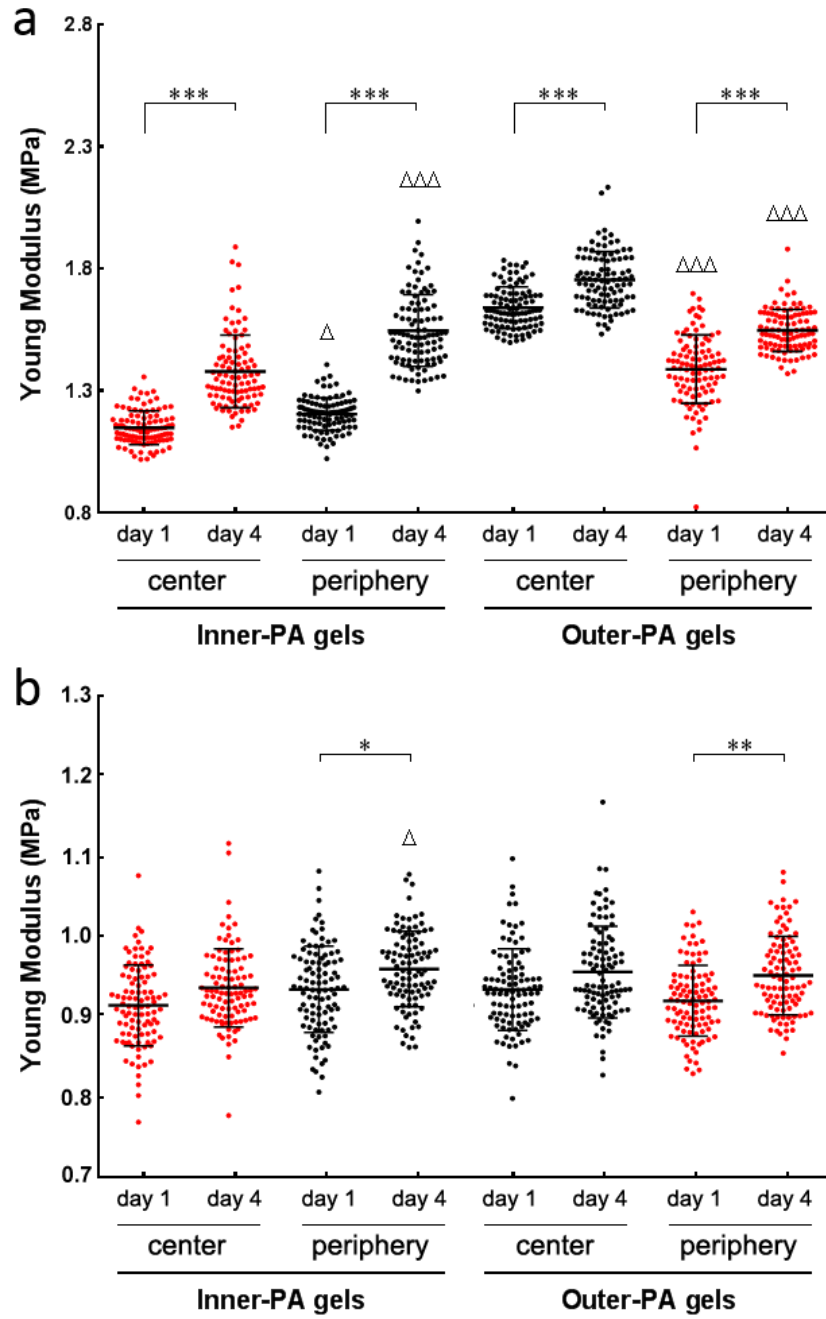 a
Young Modulus (MPa)
2.8
2.3
1.8
1.3
0.8
*** *** *** ***
△ △△△ △△△ △△△
day 1 day 4 day 1 day 4 day 1 day 4 day 1 day 4
center periphery center periphery
Inner-PA gels Outer-PA gels
b
Young Modulus (MPa)
1.3
1.2
1.1
1.0
0.9
0.8
0.7
* **
△
day 1 day 4 day 1 day 4 day 1 day 4 day 1 day 4
center periphery center periphery
Inner-PA gels Outer-PA gels